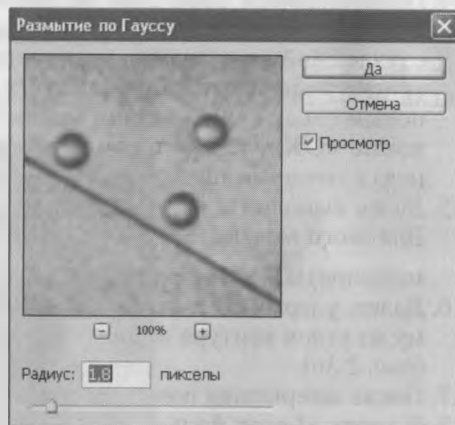 Размытие по Гауссу
Да
Отмена
Просмотр
100%
Радиус: 1,8 пикселы